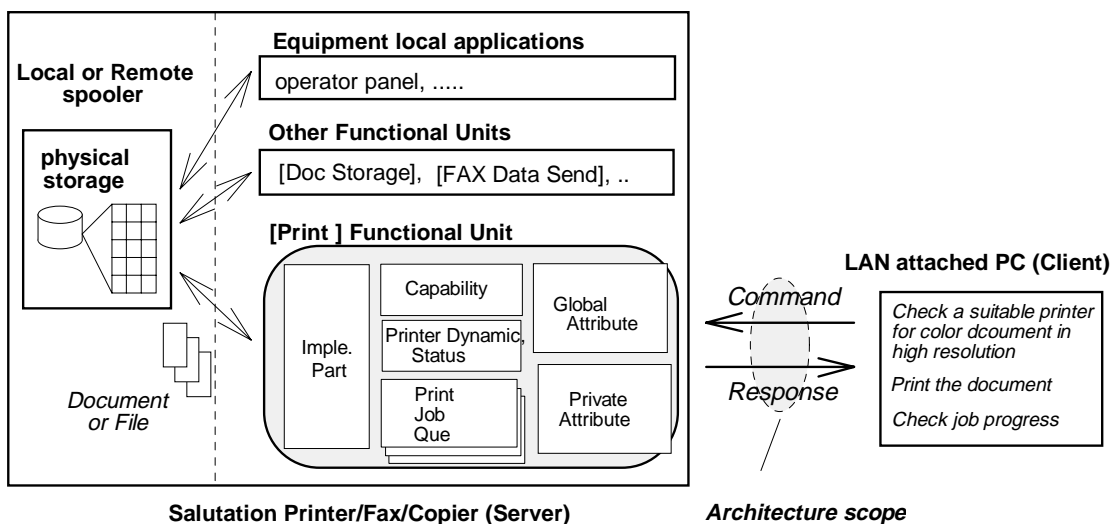 Equipment local applications
operator panel, .....
Local or Remote
spooler
physical
storage
Other Functional Units
[Doc Storage], [FAX Data Send], ..
[Print ] Functional Unit
Imple.
Part
Capability
Printer Dynamic,
Status
Print
Job
Que
Global
Attribute
Private
Attribute
Document
or File
Command
Response
LAN attached PC (Client)
Check a suitable printer
for color dcoument in
high resolution
Print the document
Check job progress
Salutation Printer/Fax/Copier (Server)
Architecture scope